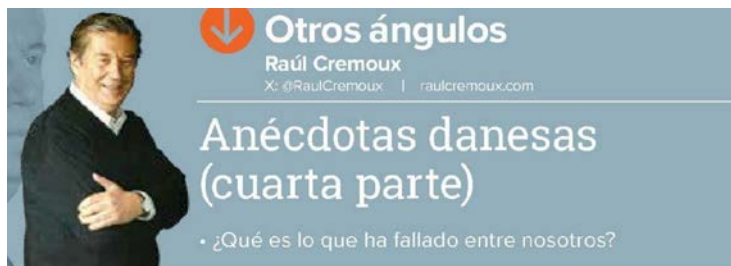 Otros ángulos
Raúl Cremoux
X: @RaulCremoux | raulcremoux.com
Anécdotas danesas
(cuarta parte)
• ¿Qué es lo que ha fallado entre nosotros?